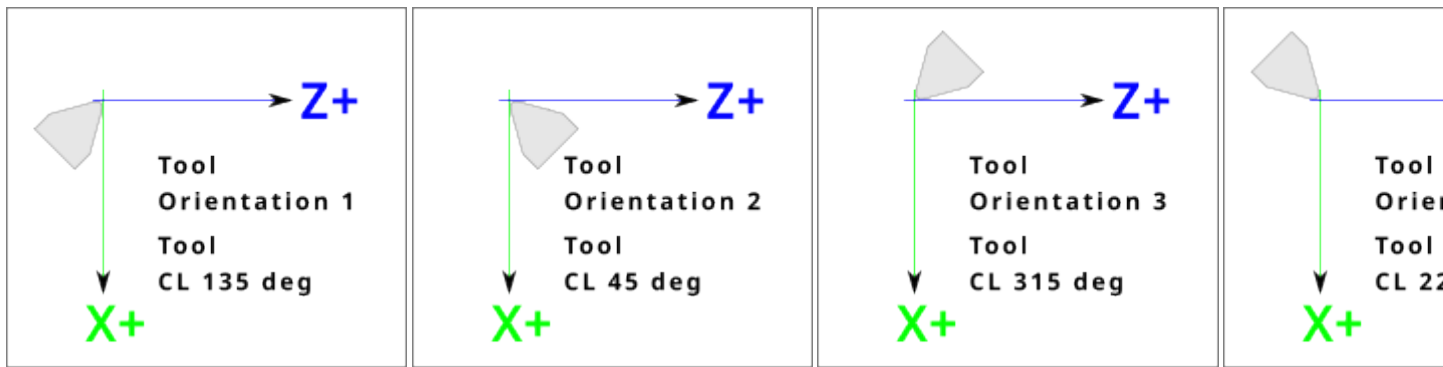 Z+
Tool
Orientation 1
Tool
CL 135 deg
X+
Z+
Tool
Orientation 2
Tool
CL 45 deg
X+
Z+
Tool
Orientation 3
Tool
CL 315 deg
X+
Tool
Tool
CL
X+